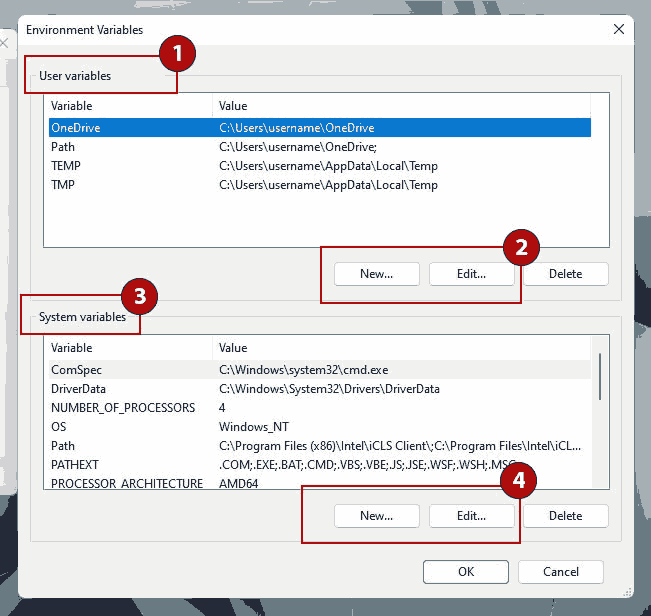 Environment Variables
1
User variables
Variable Value
OneDrive C:\Users\username\OneDrive
Path C:\Users\username\OneDrive;
TEMP C:\Users\username\AppData\Local\Temp
TMP C:\Users\username\AppData\Local\Temp
2
New... Edit... Delete
3
System variables
Variable Value
ComSpec C:\Windows\system32\cmd.exe
DriverData C:\Windows\System32\Drivers\DriverData
NUMBER_OF_PROCESSORS 4
OS Windows_NT
Path C:\Program Files (x86)\Intel\iCLS Client\;C:\Program Files\Intel\iCL...
PATHEXT .COM;.EXE;.BAT;.CMD;.VBS;.VBE;.JS;.JSE;.WSF;.WSH;.MSC
PROCESSOR_ARCHITECTURE AMD64
4
New... Edit... Delete
OK Cancel